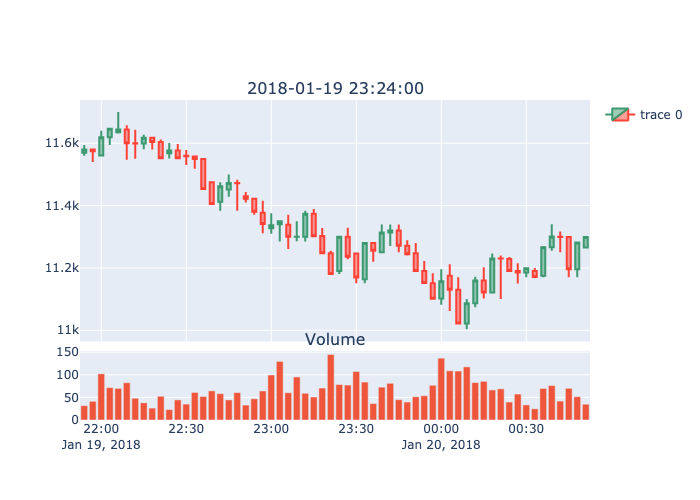 2018-01-19 23:24:00
trace 0
11.6k
11.4k
11.2k
11k
Volume
150
100
50
0
22:00 22:30 23:00 23:30 00:00 00:30
Jan 19, 2018 Jan 20, 2018